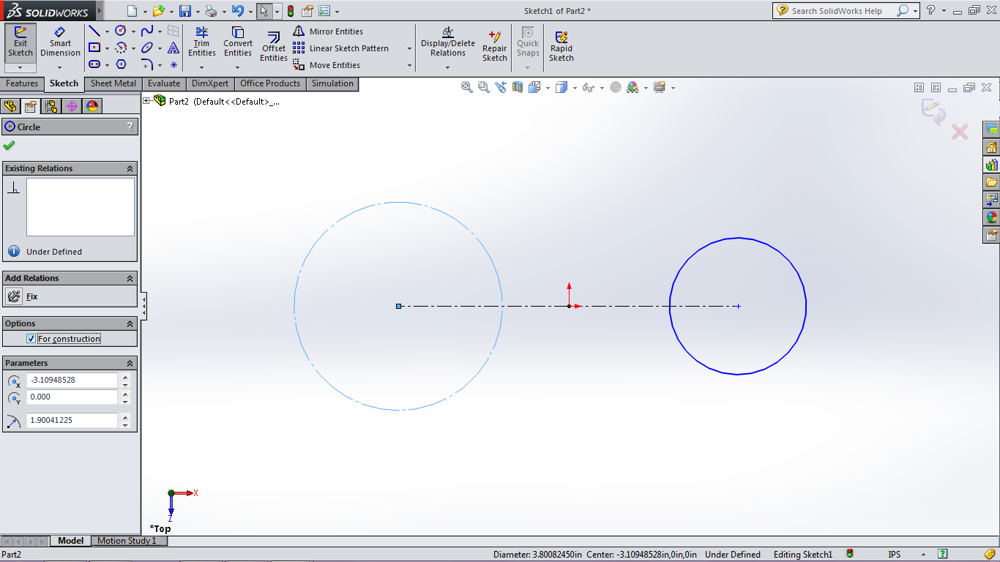 SOLIDWORKS
Sketch1 of Part2 *
Search SolidWorks Help
Exit Sketch
Smart Dimension
Trim Entities
Convert Entities
Offset Entities
Mirror Entities
Linear Sketch Pattern
Move Entities
Display/Delete Relations
Repair Sketch
Quick Snaps
Rapid Sketch
Features Sketch Sheet Metal Evaluate DimXpert Office Products Simulation
Part2 (Default<<Default>_...
Circle ?
Existing Relations
Under Defined
Add Relations
Fix
Options
For construction
Parameters
X -3.10948528
Y 0.000
1.90041225
X
Z
*Top
Model Motion Study 1
Part2 Diameter: 3.80082450in Center: -3.10948528in,0in,0in Under Defined Editing Sketch1 IPS ?